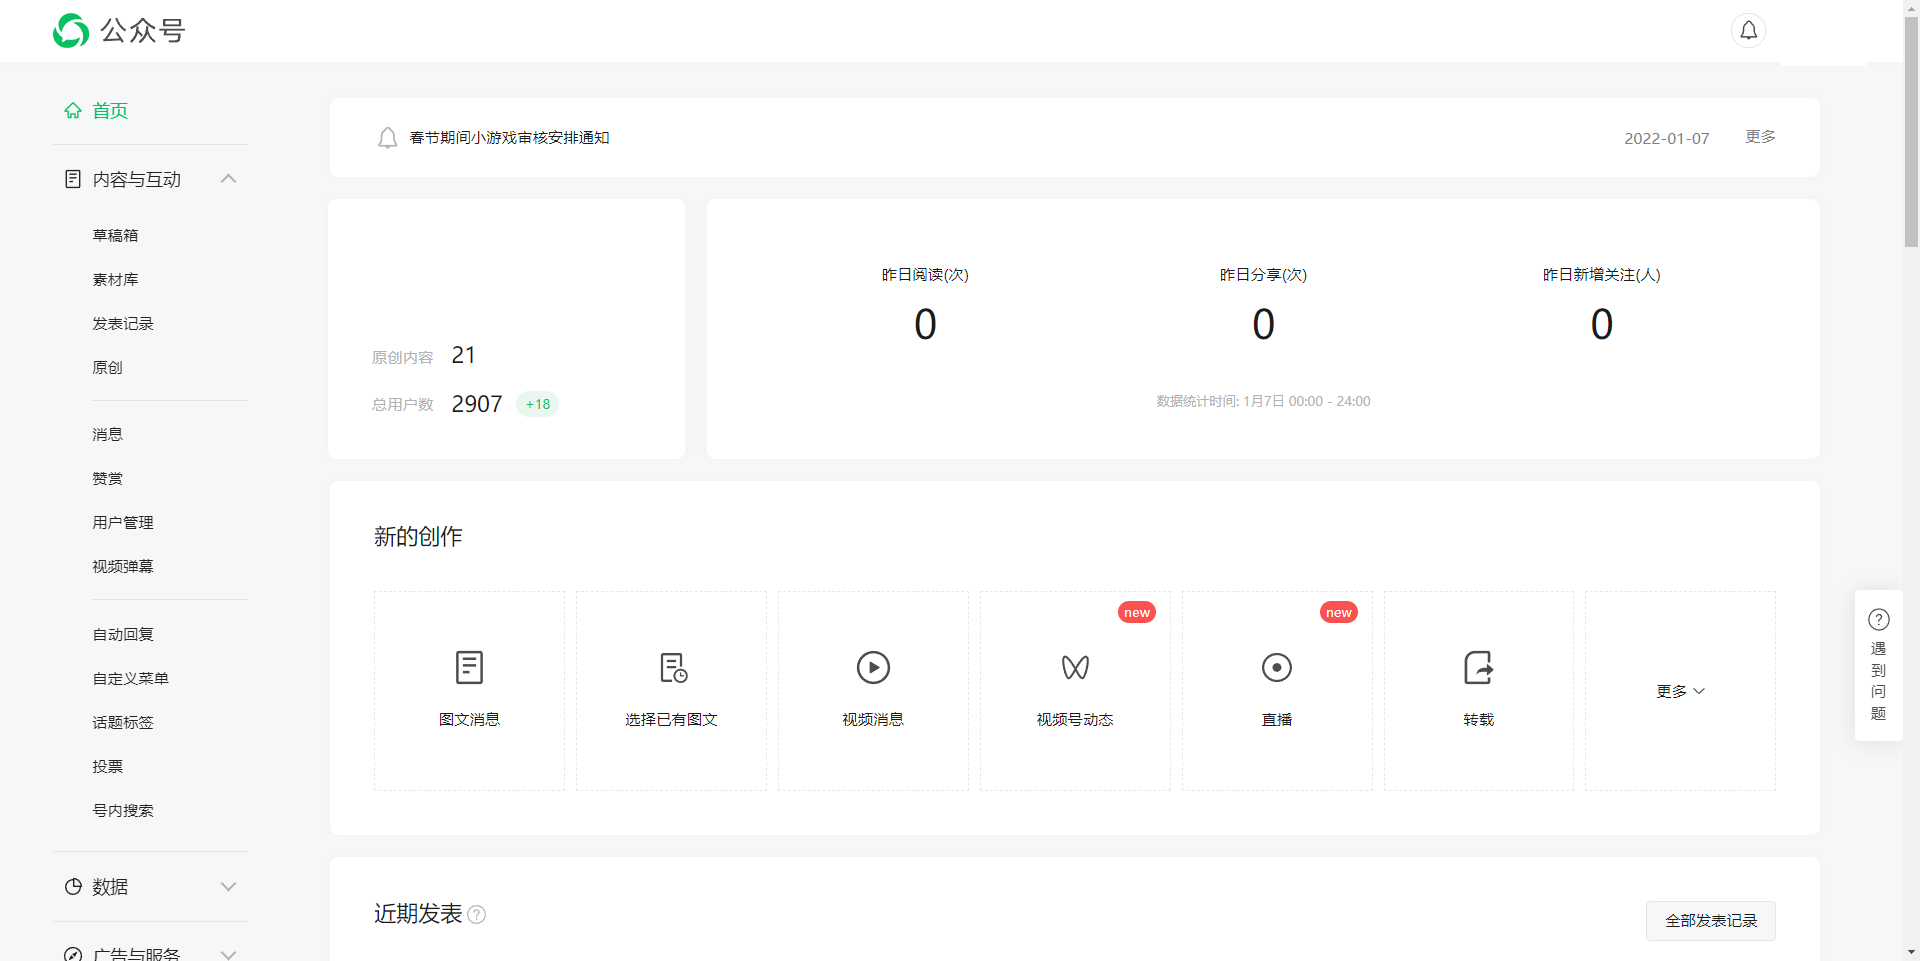 公众号
首页
内容与互动
草稿箱
素材库
发表记录
原创
消息
赞赏
用户管理
视频弹幕
自动回复
自定义菜单
话题标签
投票
号内搜索
数据
广告与服务
春节期间小游戏审核安排通知 2022-01-07 更多
原创内容 21
总用户数 2907 +18
昨日阅读(次) 昨日分享(次) 昨日新增关注(人)
0 0 0
数据统计时间: 1月7日 00:00 - 24:00
新的创作
new new
图文消息 选择已有图文 视频消息 视频号动态 直播 转载 更多
近期发表 ? 全部发表记录
?
遇
到
问
题